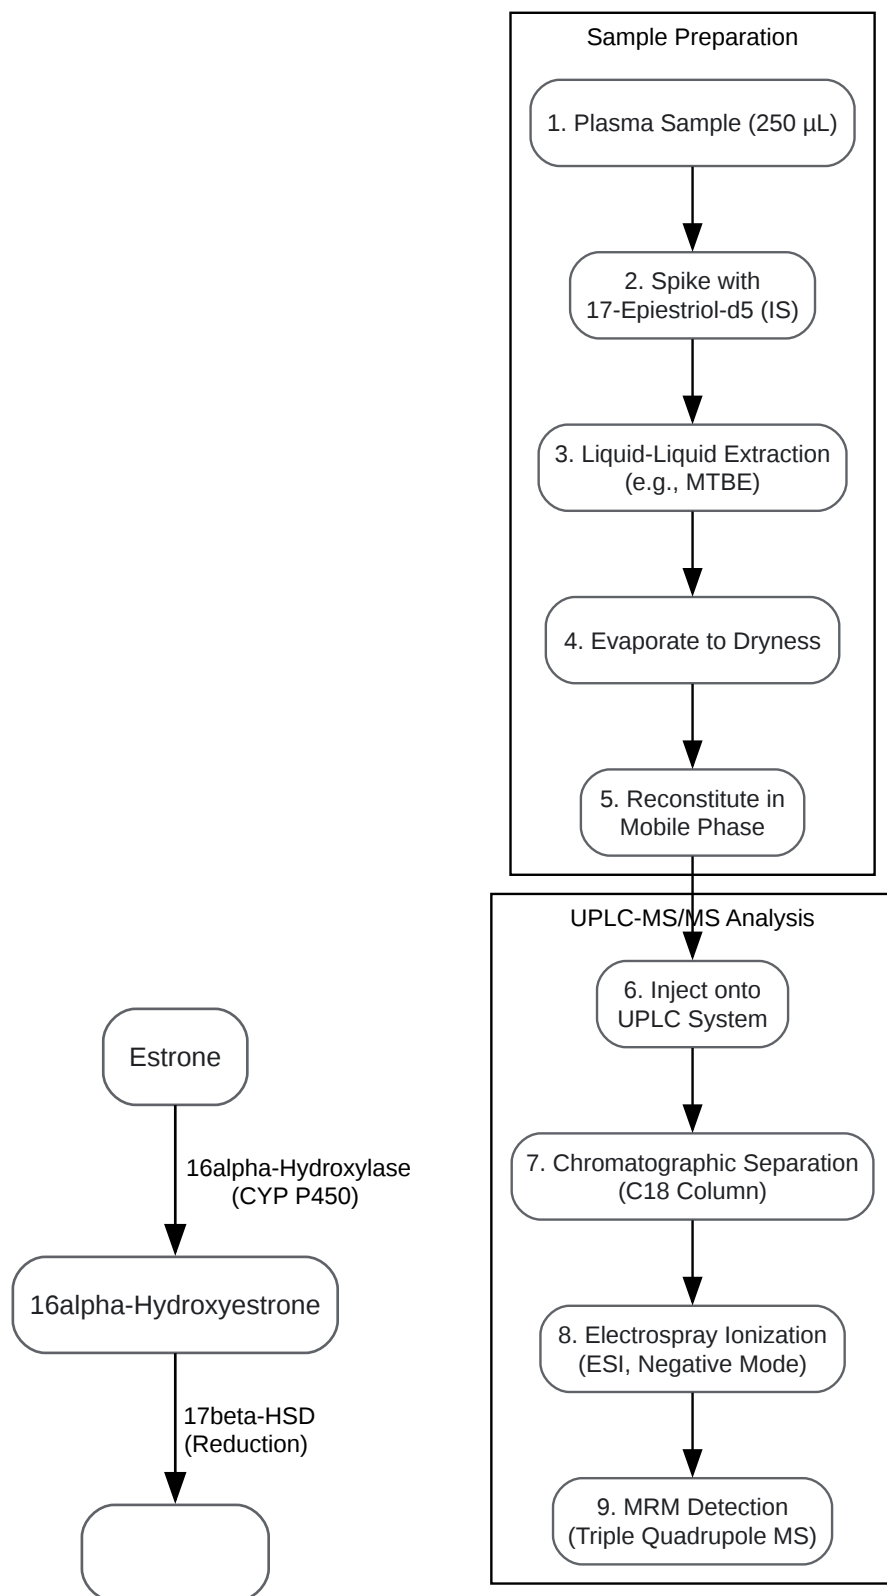 Sample Preparation
1. Plasma Sample (250 µL)
2. Spike with
17-Epiestriol-d5 (IS)
3. Liquid-Liquid Extraction
(e.g., MTBE)
4. Evaporate to Dryness
5. Reconstitute in
Mobile Phase
UPLC-MS/MS Analysis
6. Inject onto
UPLC System
7. Chromatographic Separation
(C18 Column)
8. Electrospray Ionization
(ESI, Negative Mode)
9. MRM Detection
(Triple Quadrupole MS)
Estrone
16alpha-Hydroxylase
(CYP P450)
16alpha-Hydroxyestrone
17beta-HSD
(Reduction)